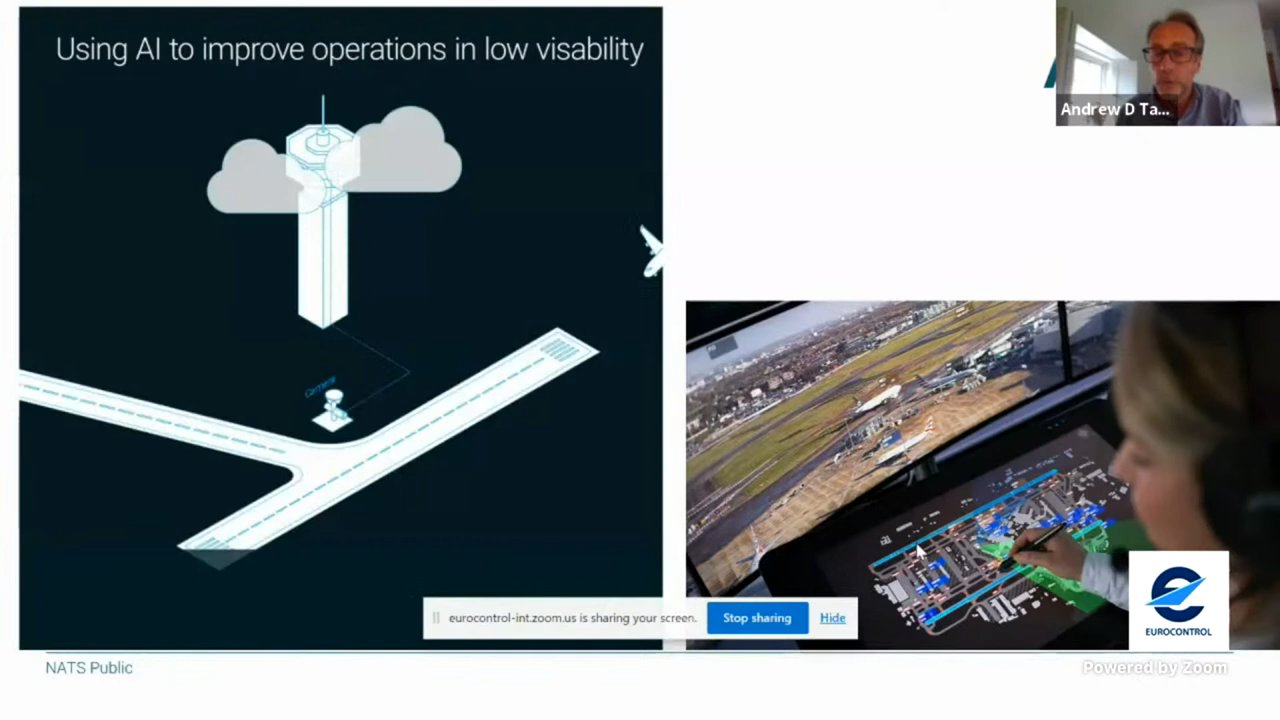 Using AI to improve operations in low visability
Andrew D Ta...
Camera
eurocontrol-int.zoom.us is sharing your screen.
Stop sharing
Hide
EUROCONTROL
NATS Public
Powered by Zoom